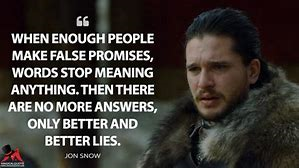 “
WHEN ENOUGH PEOPLE
MAKE FALSE PROMISES,
WORDS STOP MEANING
ANYTHING. THEN THERE
ARE NO MORE ANSWERS,
ONLY BETTER AND
BETTER LIES.
JON SNOW